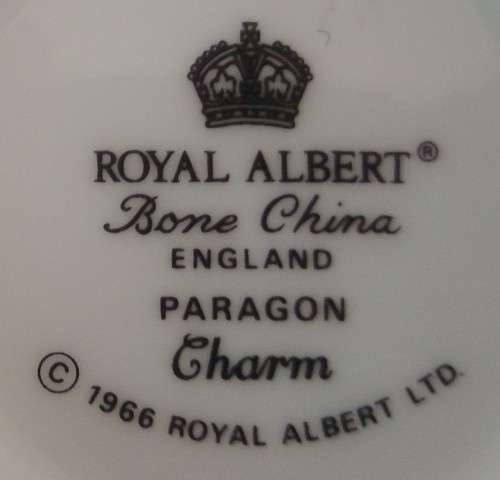 ROYAL ALBERT®
Bone China
ENGLAND
PARAGON
Charm
© 1966 ROYAL ALBERT LTD.